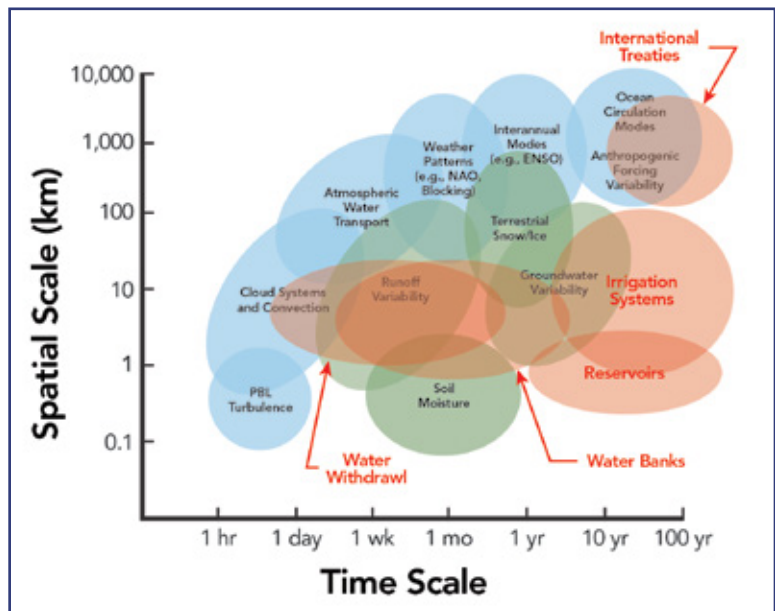 International
Treaties
10,000
1,000
100
10
1
0.1
Spatial Scale (km)
Ocean
Circulation
Modes
Anthropogenic
Forcing
Variability
Interannual
Modes
(e.g., ENSO)
Weather
Patterns
(e.g., NAO,
Blocking)
Atmospheric
Water
Transport
Terrestrial
Snow/Ice
Cloud Systems
and Convection
Runoff
Variability
Groundwater
Variability
Irrigation
Systems
Reservoirs
PBL
Turbulence
Soil
Moisture
Water
Withdrawl
Water Banks
1 hr
1 day
1 wk
1 mo
1 yr
10 yr
100 yr
Time Scale